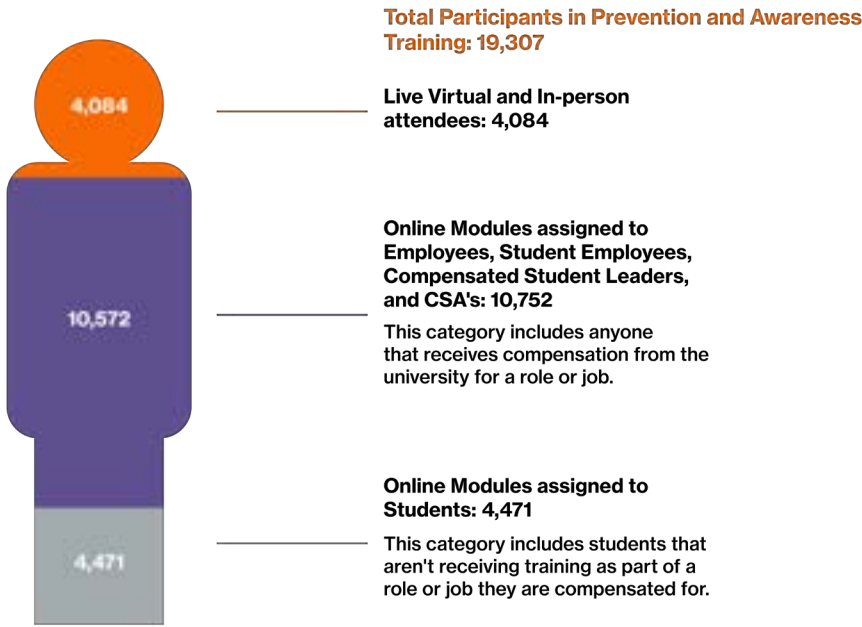 Total Participants in Prevention and Awareness
Training: 19,307
4,084
Live Virtual and In-person
attendees: 4,084
10,572
Online Modules assigned to
Employees, Student Employees,
Compensated Student Leaders,
and CSA's: 10,752
This category includes anyone
that receives compensation from the
university for a role or job.
4,471
Online Modules assigned to
Students: 4,471
This category includes students that
aren't receiving training as part of a
role or job they are compensated for.